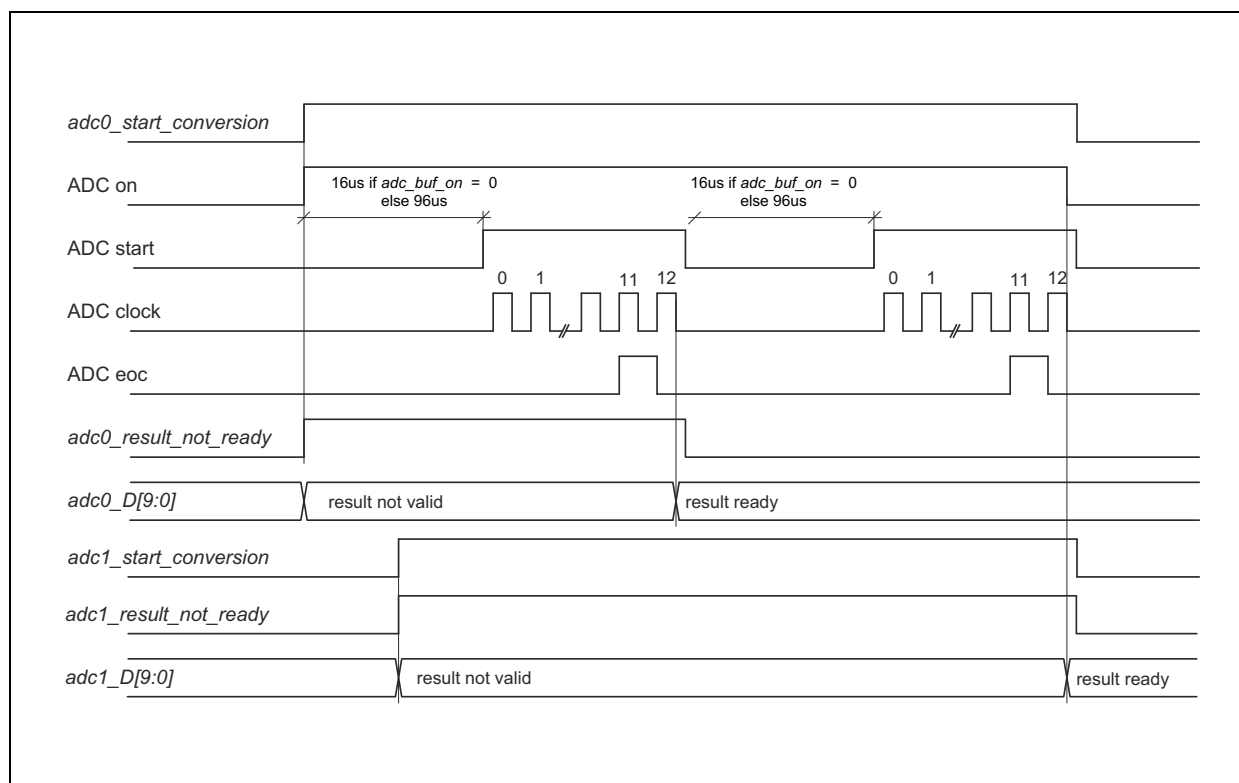 adc0_start_conversion
ADC on
16us if adc_buf_on = 0
else 96us
16us if adc_buf_on = 0
else 96us
ADC start
0 1 11 12 0 1 11 12
ADC clock
ADC eoc
adc0_result_not_ready
adc0_D[9:0] result not valid result ready
adc1_start_conversion
adc1_result_not_ready
adc1_D[9:0] result not valid result ready